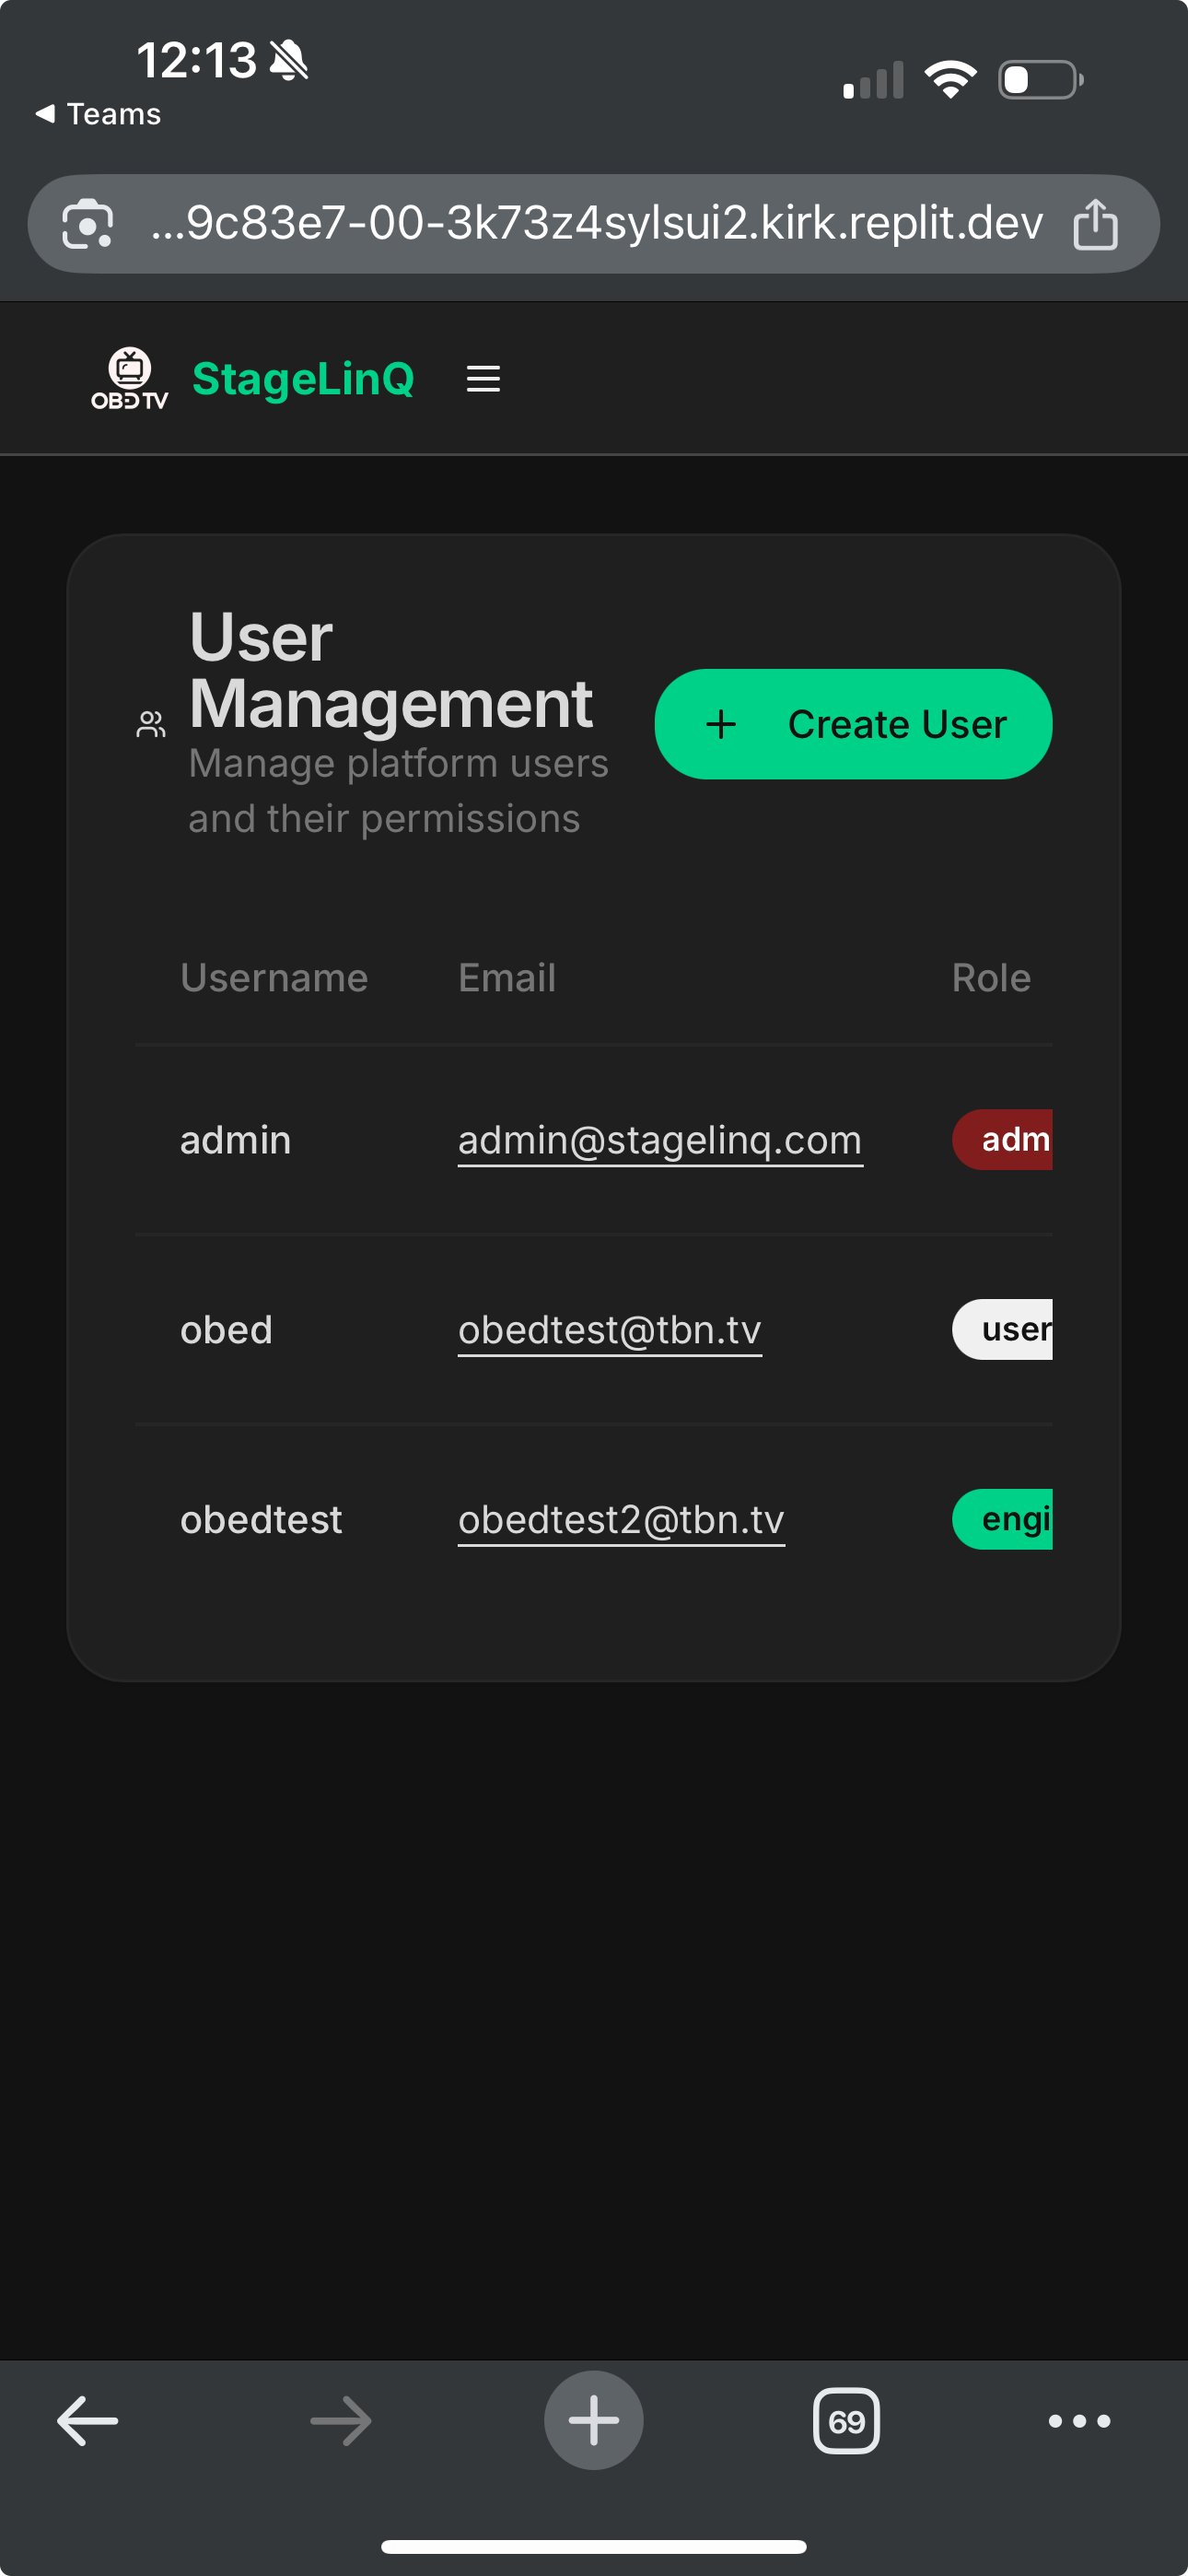 12:13
Teams
...9c83e7-00-3k73z4sylsui2.kirk.replit.dev
OBED TV
StageLinQ
User
Management
Manage platform users
and their permissions
+ Create User
Username Email Role
admin admin@stagelinq.com adm
obed obedtest@tbn.tv user
obedtest obedtest2@tbn.tv engi
69